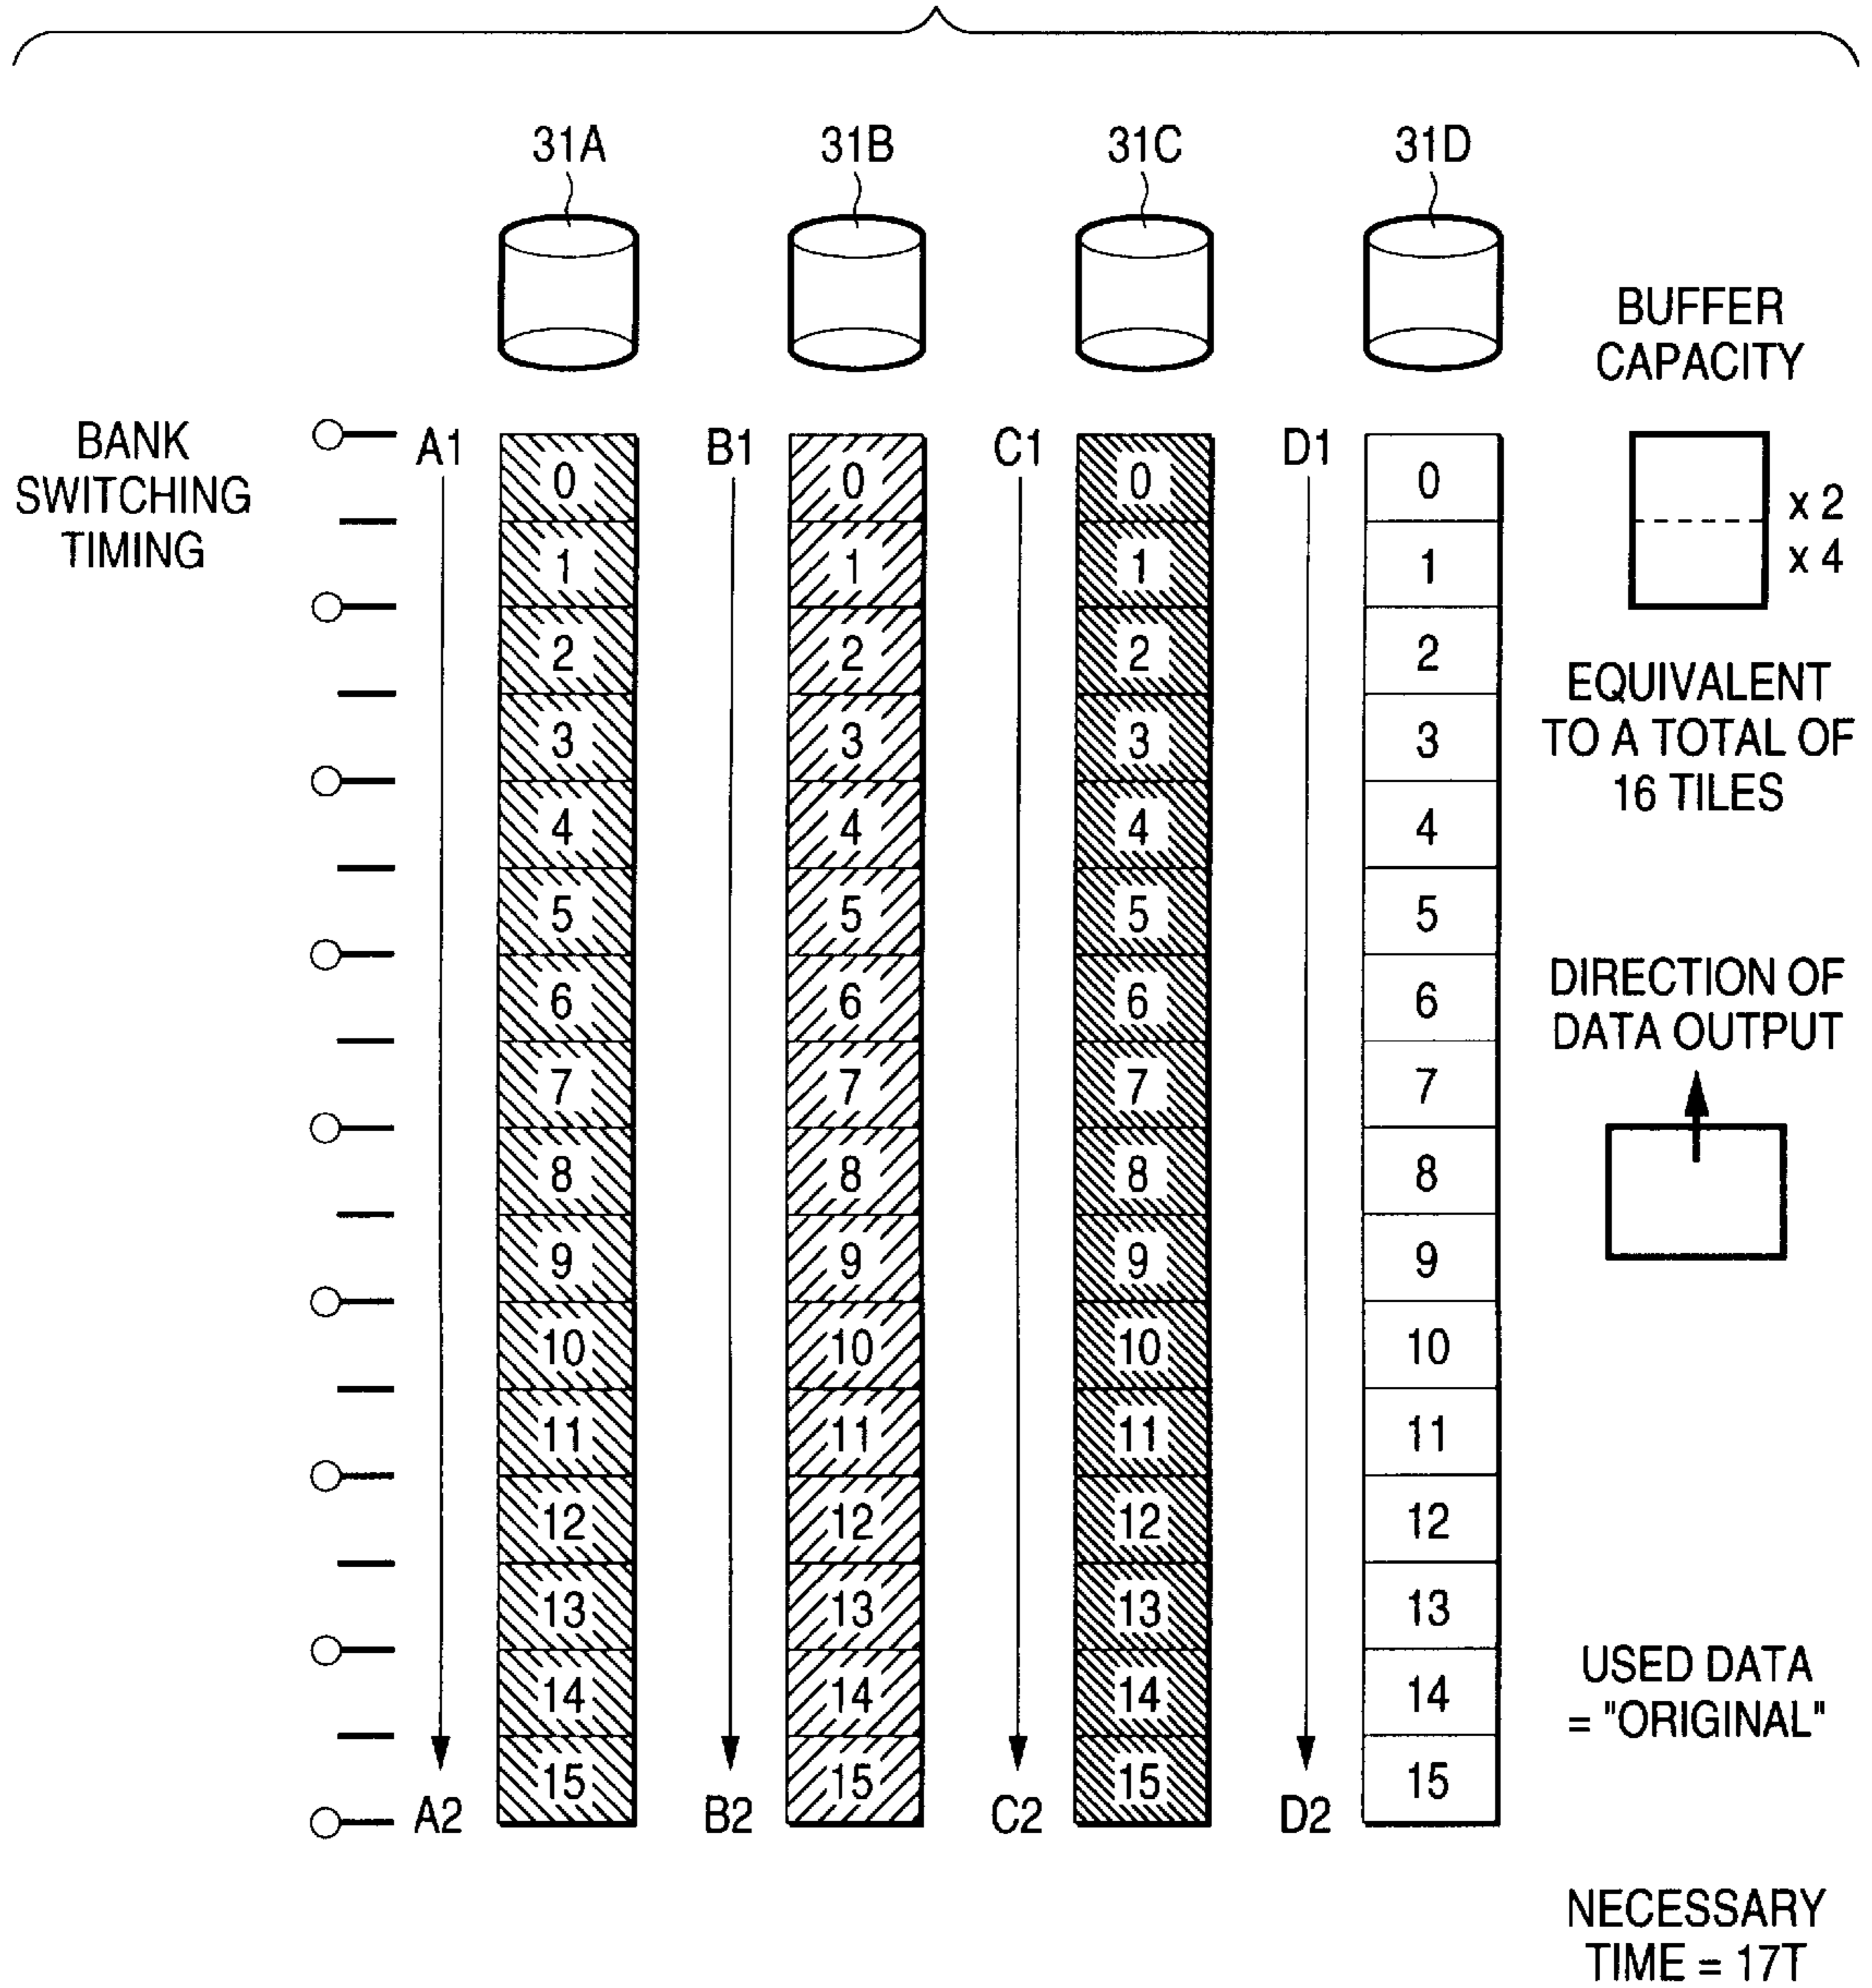 31A 31B 31C 31D
BUFFER
CAPACITY
BANK
SWITCHING
TIMING
A1 B1 C1 D1
x 2
x 4
0 0 0 0
1 1 1 1
2 2 2 2
EQUIVALENT
TO A TOTAL OF
16 TILES
3 3 3 3
4 4 4 4
5 5 5 5
6 6 6 6
DIRECTION OF
DATA OUTPUT
7 7 7 7
8 8 8 8
9 9 9 9
10 10 10 10
11 11 11 11
12 12 12 12
13 13 13 13
14 14 14 14
USED DATA
= "ORIGINAL"
15 15 15 15
A2 B2 C2 D2
NECESSARY
TIME = 17T